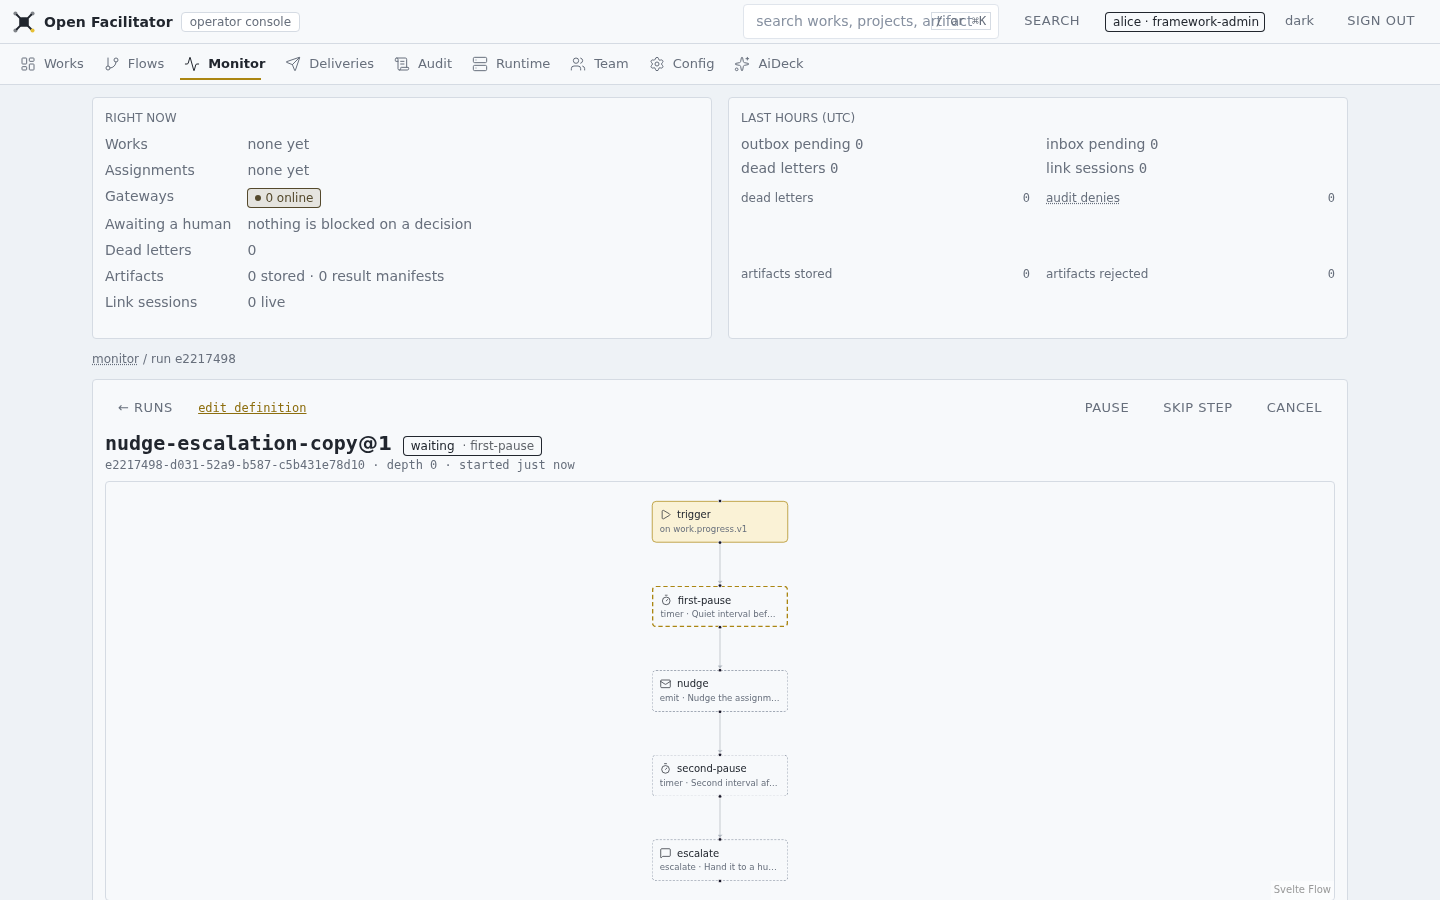 Open Facilitator operator console search works, projects, artifact / or ⌘K SEARCH alice · framework-admin dark SIGN OUT
Works Flows Monitor Deliveries Audit Runtime Team Config AiDeck
RIGHT NOW
Works none yet
Assignments none yet
Gateways 0 online
Awaiting a human nothing is blocked on a decision
Dead letters 0
Artifacts 0 stored · 0 result manifests
Link sessions 0 live
LAST HOURS (UTC)
outbox pending 0 inbox pending 0
dead letters 0 link sessions 0
dead letters 0 audit denies 0
artifacts stored 0 artifacts rejected 0
monitor / run e2217498
← RUNS edit definition PAUSE SKIP STEP CANCEL
nudge-escalation-copy@1 waiting · first-pause
e2217498-d031-52a9-b587-c5b431e78d10 · depth 0 · started just now
trigger
on work.progress.v1
first-pause
timer · Quiet interval bef...
nudge
emit · Nudge the assignm...
second-pause
timer · Second interval af...
escalate
escalate · Hand it to a hu...
Svelte Flow